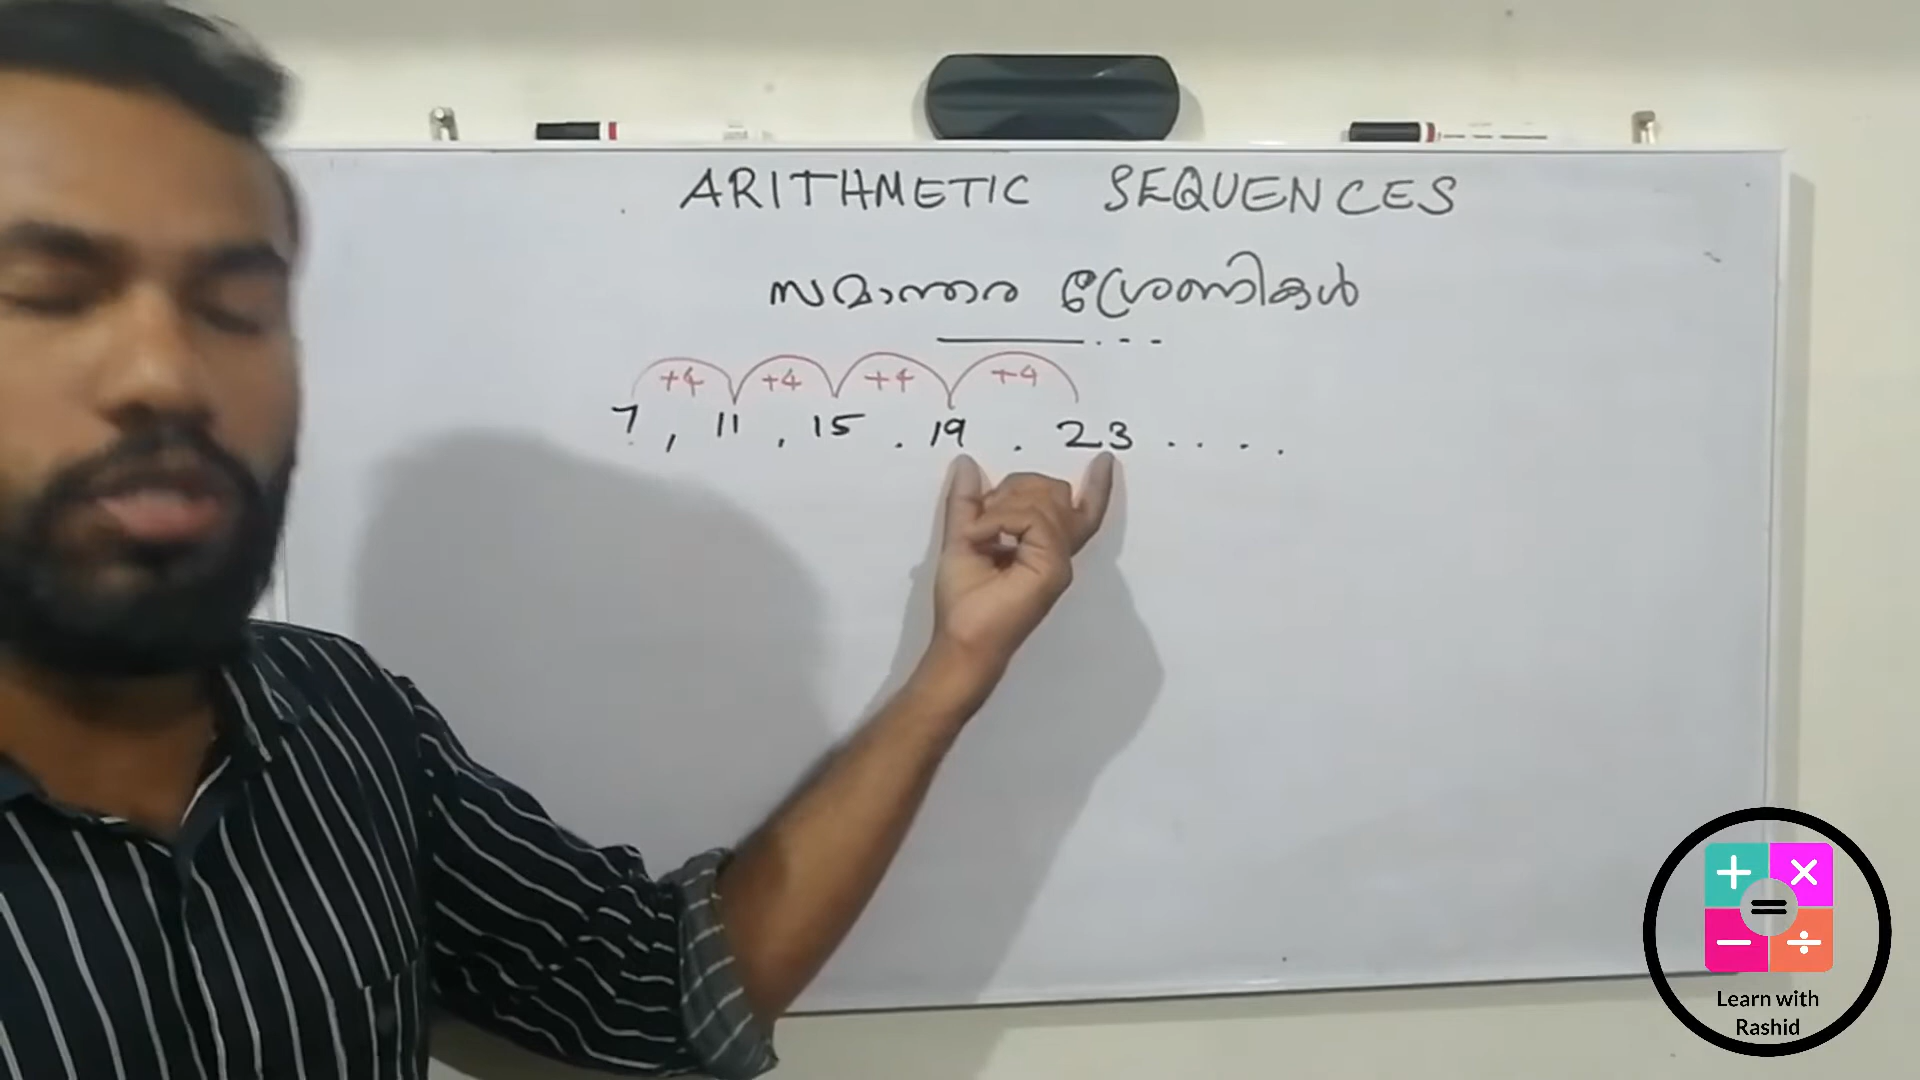 ARITHMETIC SEQUENCES
സമാന്തര ശ്രേണികൾ
+4 +4 +4 +4
7, 11, 15, 19, 23 . . . .
+ × = − ÷
Learn with
Rashid